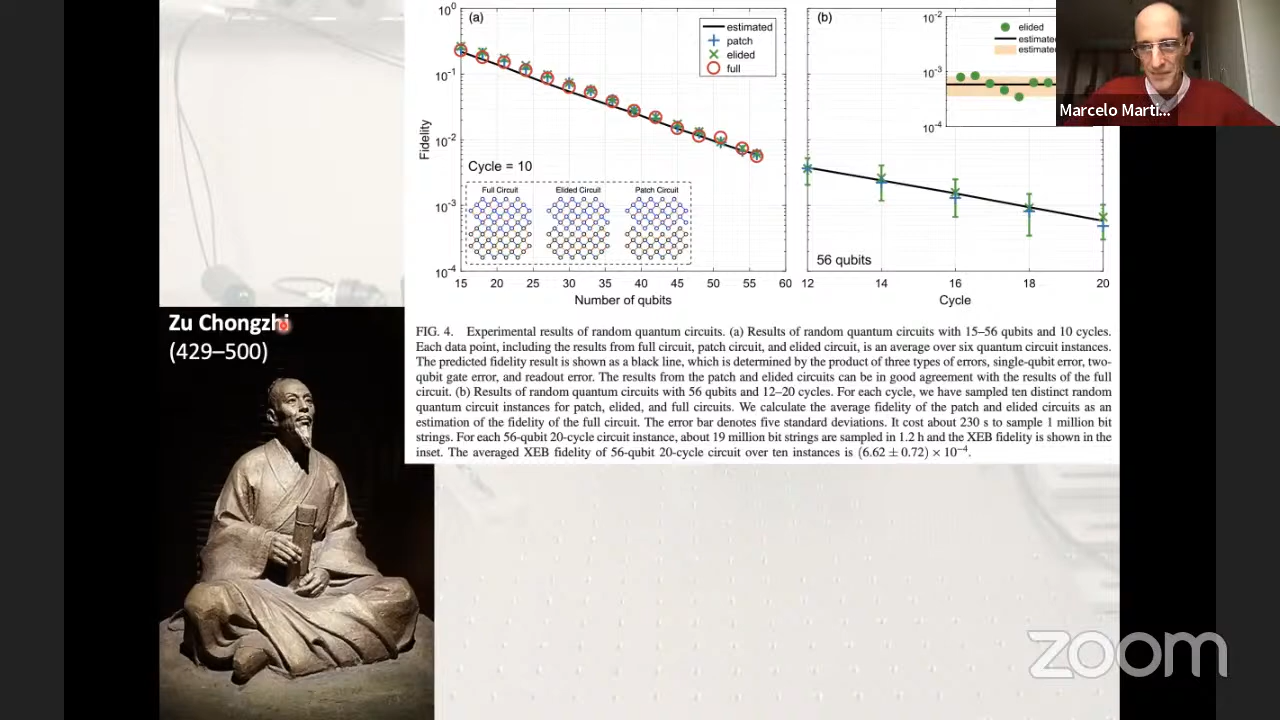 (a)
10⁰
10⁻¹
10⁻²
10⁻³
10⁻⁴
Fidelity
estimated
patch
elided
full
Cycle = 10
Full Circuit
Elided Circuit
Patch Circuit
15 20 25 30 35 40 45 50 55 60
Number of qubits
(b)
10⁻²
10⁻³
10⁻⁴
elided
estimated
estimated
56 qubits
12 14 16 18 20
Cycle
Marcelo Marti...
Zu Chongzhi
(429–500)
FIG. 4. Experimental results of random quantum circuits. (a) Results of random quantum circuits with 15–56 qubits and 10 cycles.
Each data point, including the results from full circuit, patch circuit, and elided circuit, is an average over six quantum circuit instances.
The predicted fidelity result is shown as a black line, which is determined by the product of three types of errors, single-qubit error, two-
qubit gate error, and readout error. The results from the patch and elided circuits can be in good agreement with the results of the full
circuit. (b) Results of random quantum circuits with 56 qubits and 12–20 cycles. For each cycle, we have sampled ten distinct random
quantum circuit instances for patch, elided, and full circuits. We calculate the average fidelity of the patch and elided circuits as an
estimation of the fidelity of the full circuit. The error bar denotes five standard deviations. It cost about 230 s to sample 1 million bit
strings. For each 56-qubit 20-cycle circuit instance, about 19 million bit strings are sampled in 1.2 h and the XEB fidelity is shown in the
inset. The averaged XEB fidelity of 56-qubit 20-cycle circuit over ten instances is (6.62 ± 0.72) × 10⁻⁴.
zoom